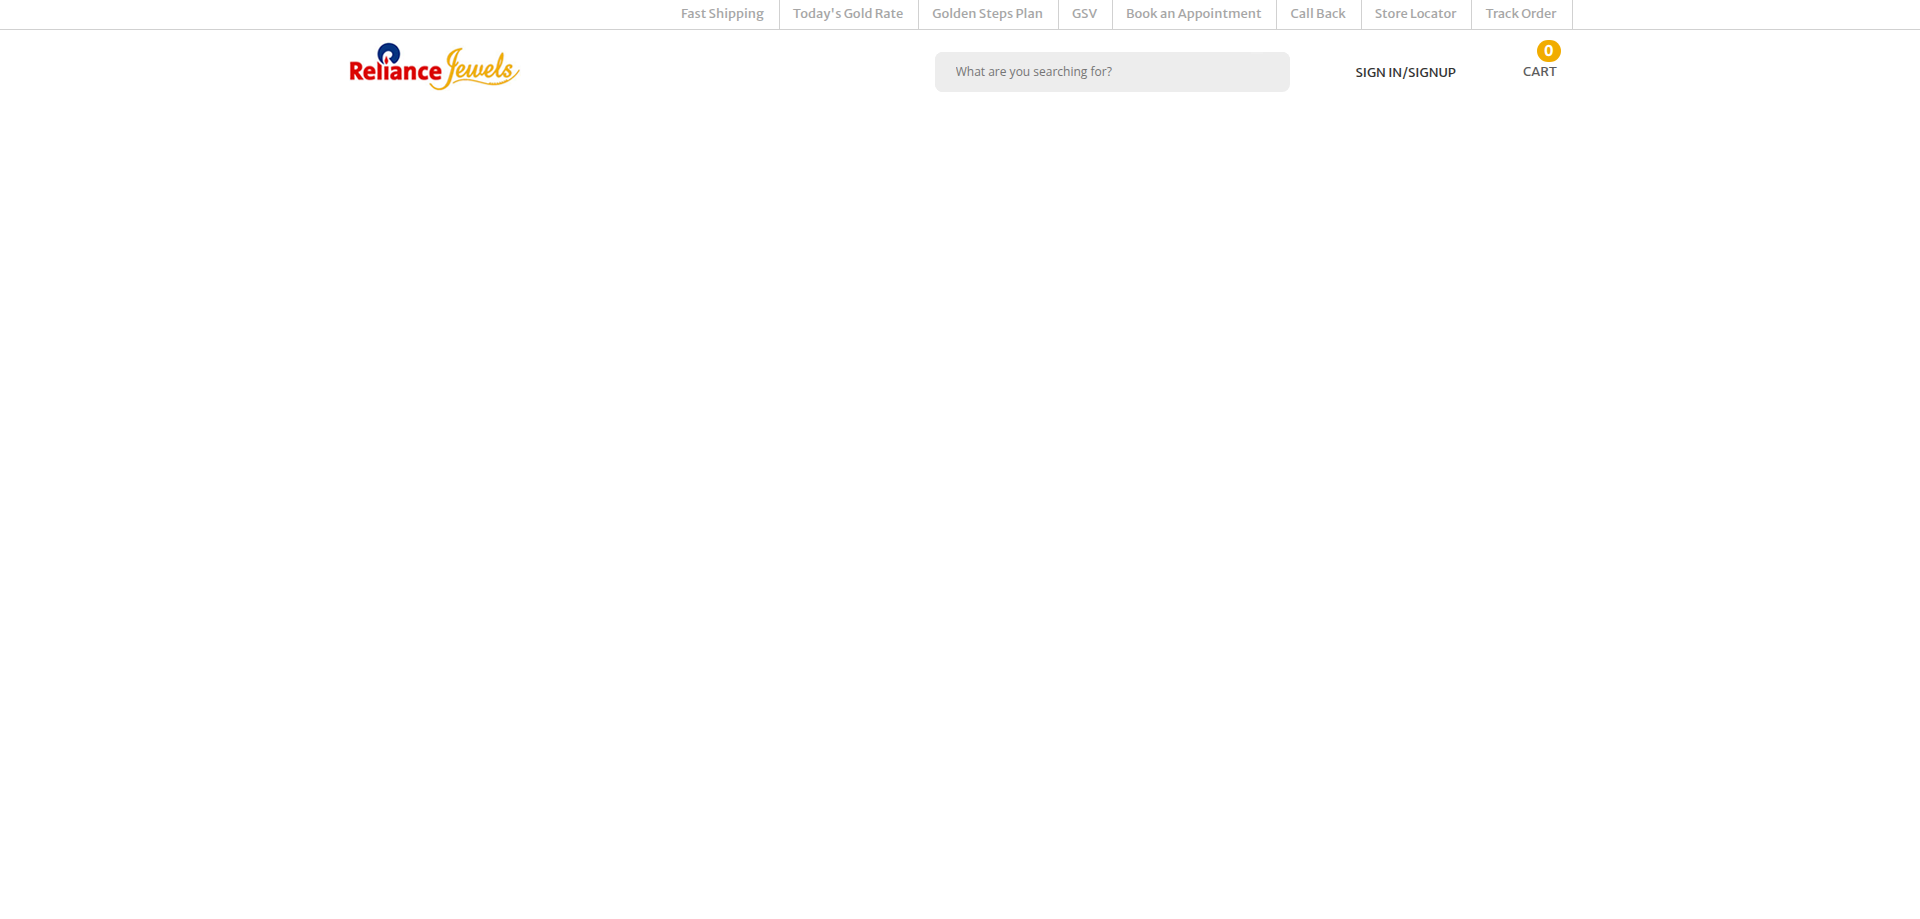 Fast Shipping
Today's Gold Rate
Golden Steps Plan
GSV
Book an Appointment
Call Back
Store Locator
Track Order
Reliance Jewels
What are you searching for?
SIGN IN/SIGNUP
0
CART